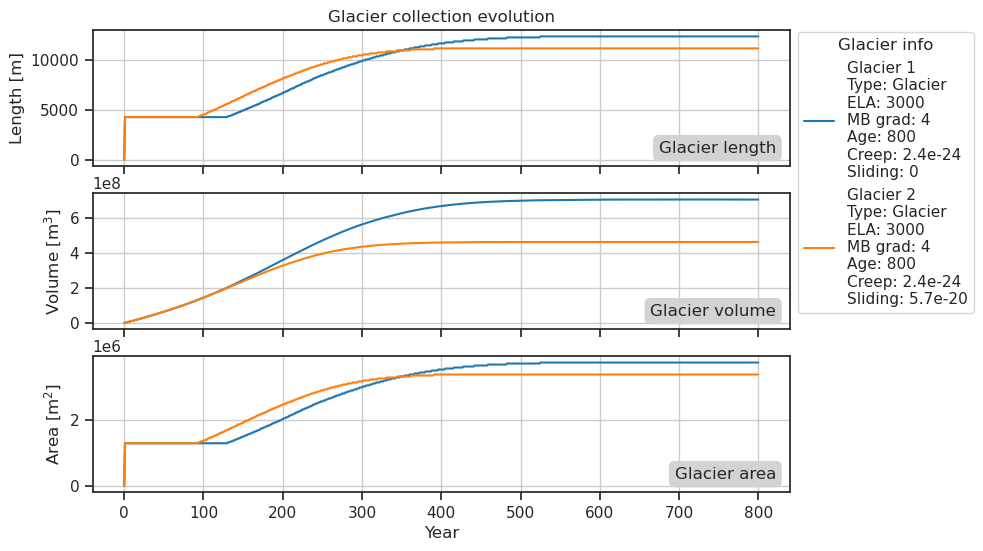 Glacier collection evolution
Length [m]
10000
5000
0
Glacier length
1e8
Volume [m³]
6
4
2
0
Glacier volume
1e6
Area [m²]
2
0
Glacier area
0 100 200 300 400 500 600 700 800
Year
Glacier info
Glacier 1
Type: Glacier
ELA: 3000
MB grad: 4
Age: 800
Creep: 2.4e-24
Sliding: 0
Glacier 2
Type: Glacier
ELA: 3000
MB grad: 4
Age: 800
Creep: 2.4e-24
Sliding: 5.7e-20